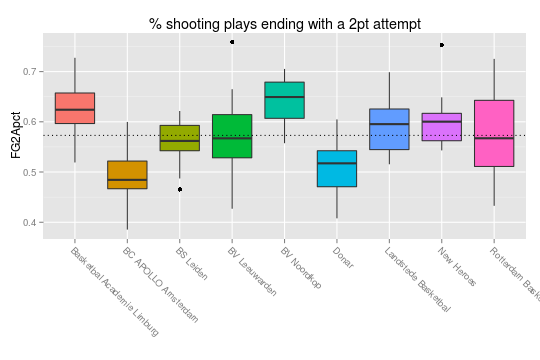 % shooting plays ending with a 2pt attempt
FG2Apct
0.7
0.6
0.5
0.4
Basketbal Academie Limburg
BC APOLLO Amsterdam
BS Leiden
BV Leeuwarden
BV Noordkop
Donar
Landstede Basketbal
New Heroes
Rotterdam